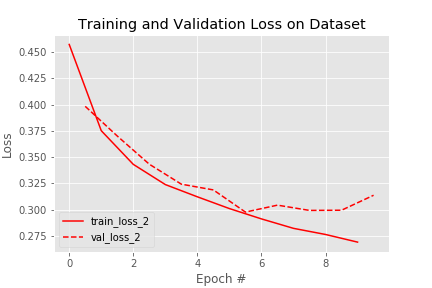 Training and Validation Loss on Dataset
Loss
0.450
0.425
0.400
0.375
0.350
0.325
0.300
0.275
train_loss_2
val_loss_2
0 2 4 6 8
Epoch #